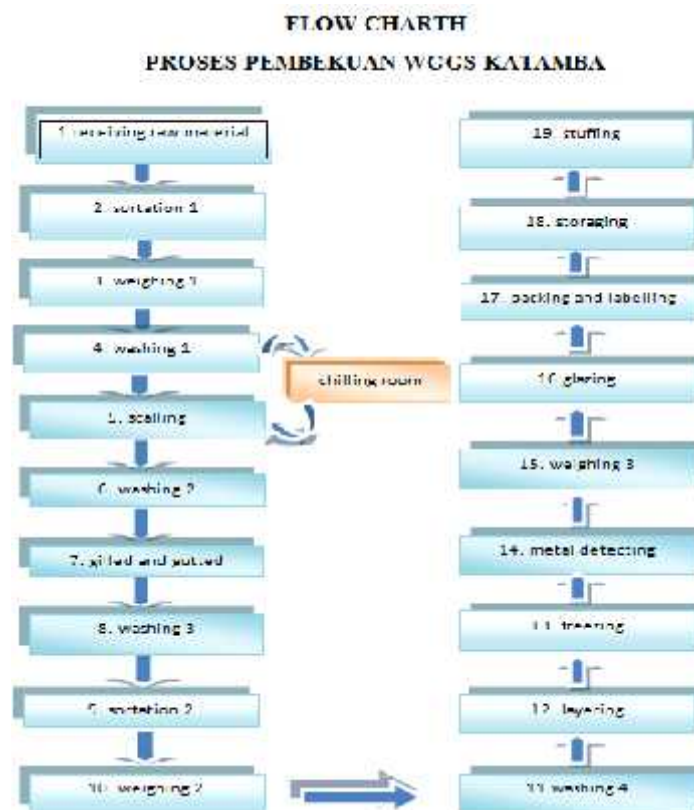 FLOW CHARTH
PROSES PEMBEKUAN WGGS KATAMBA
1 receiving raw material
2. sortation 1
3. weighing 1
4. washing 1
chilling room
5. scalling
6. washing 2
7. gilled and gutted
8. washing 3
9. sortation 2
10. weighing 2
11 washing 4
12. layering
13. freezing
14. metal detecting
15. weighing 3
16 glazing
17. packing and labelling
18. storaging
19. stuffing